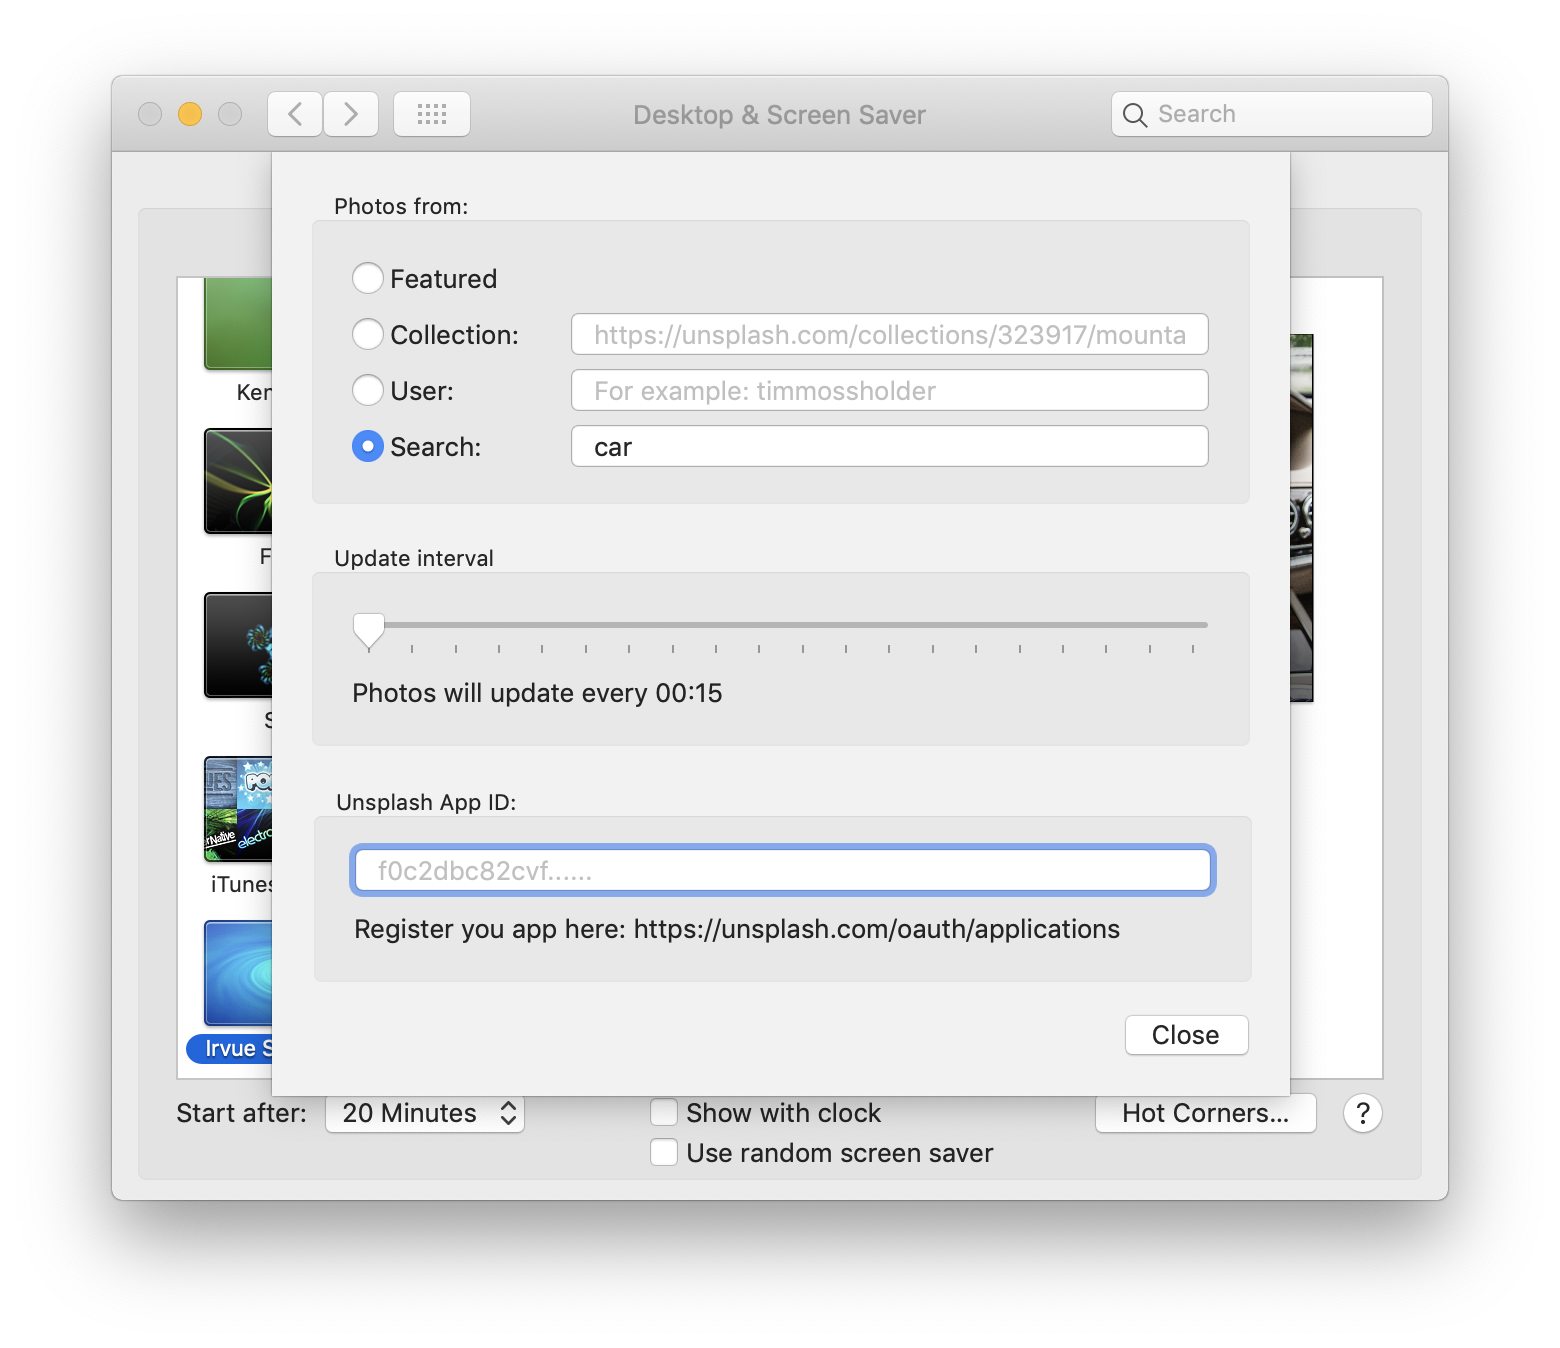 Desktop & Screen Saver
Search
Photos from:
Featured
Collection: https://unsplash.com/collections/323917/mounta
User: For example: timmossholder
Search: car
Update interval
Photos will update every 00:15
Unsplash App ID:
f0c2dbc82cvf......
Register you app here: https://unsplash.com/oauth/applications
Close
Ken
F
S
POP
electro
iTunes
Irvue S
Start after: 20 Minutes
Show with clock
Hot Corners...
?
Use random screen saver